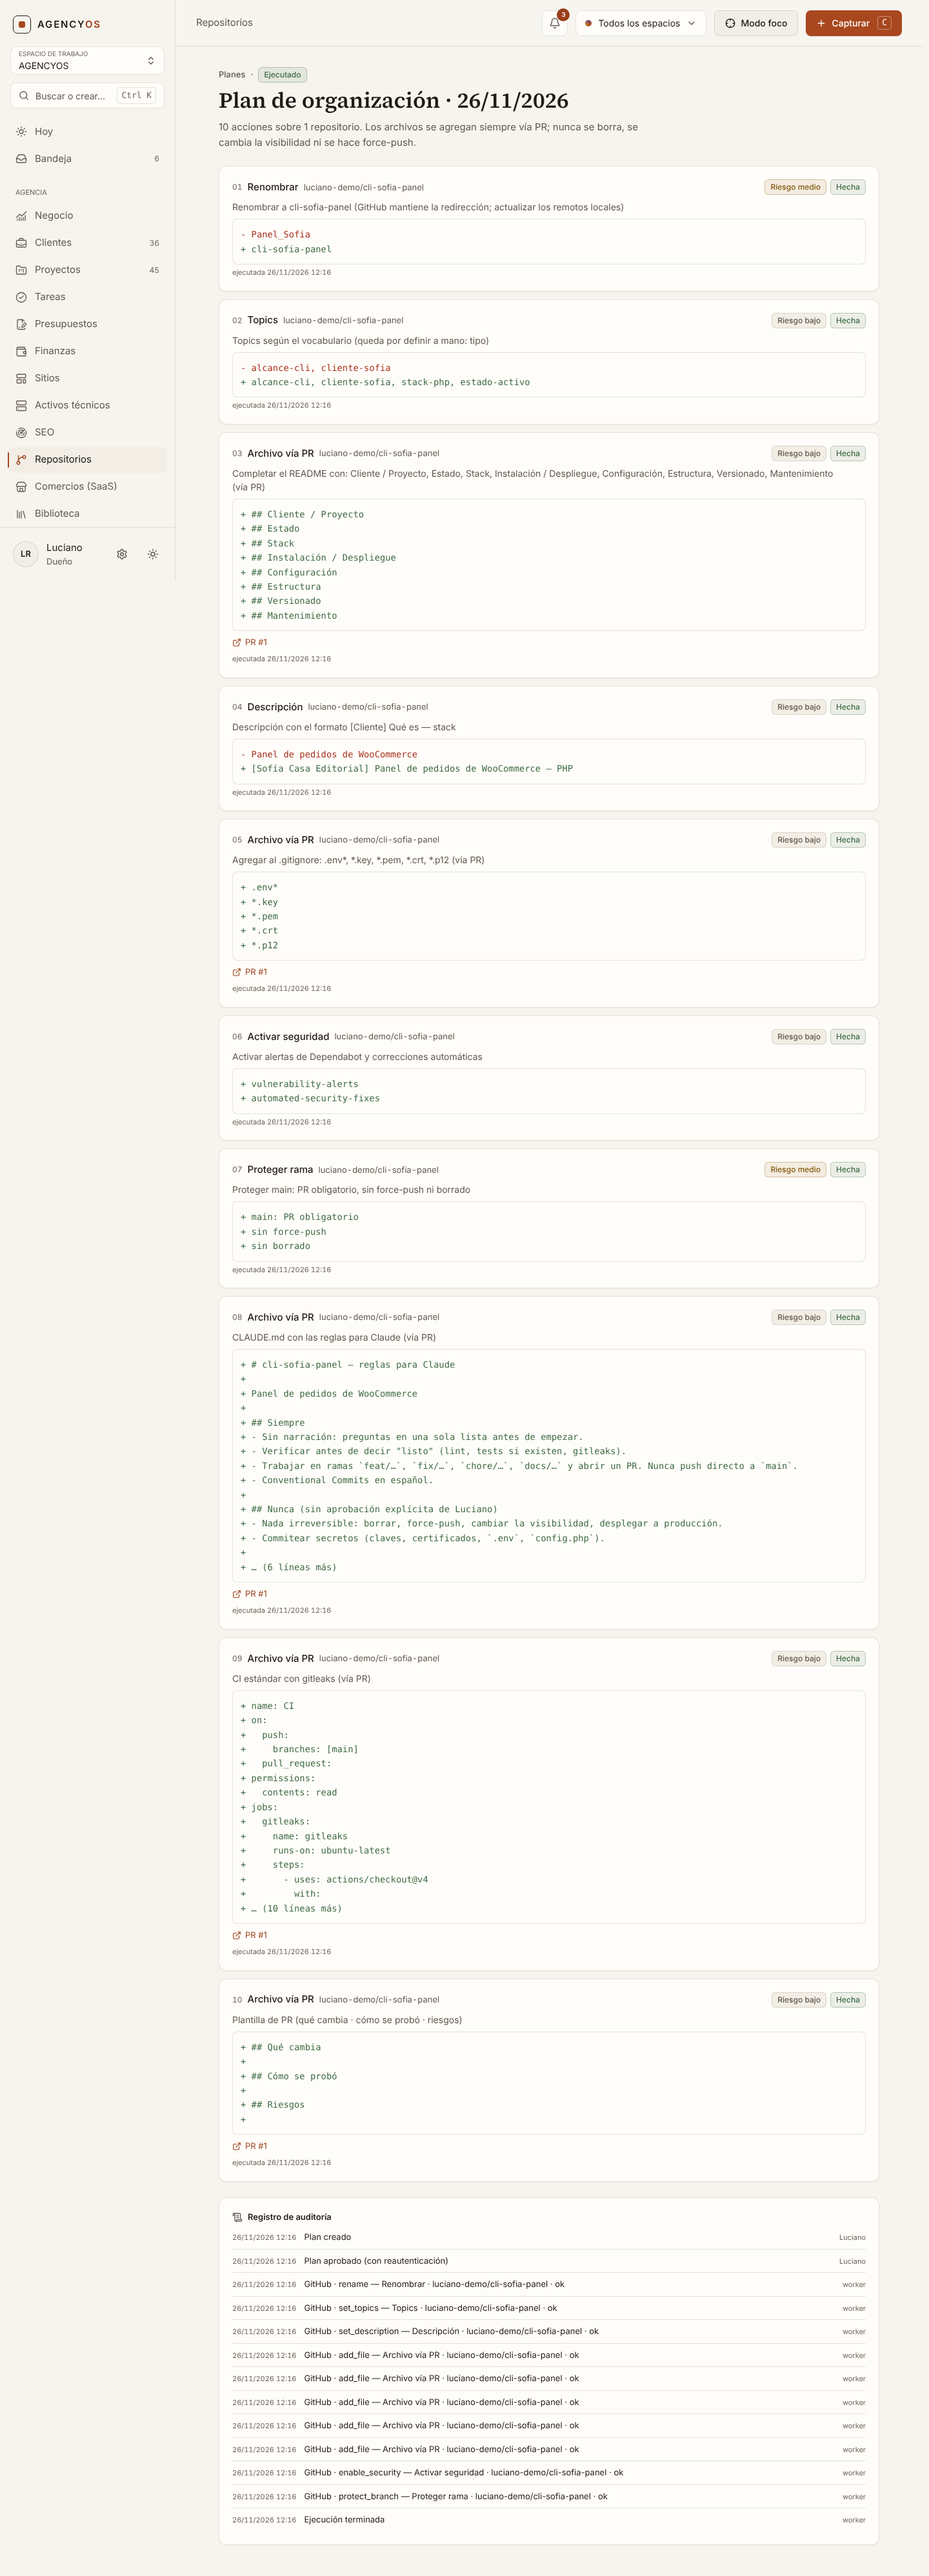 AGENCYOS
ESPACIO DE TRABAJO
AGENCYOS
Buscar o crear... Ctrl K
Hoy
Bandeja 6
AGENCIA
Negocio
Clientes 36
Proyectos 45
Tareas
Presupuestos
Finanzas
Sitios
Activos técnicos
SEO
Repositorios
Comercios (SaaS)
Biblioteca
LR
Luciano
Dueño
Repositorios
3
Todos los espacios
Modo foco
Capturar C
Planes · Ejecutado
Plan de organización · 26/11/2026
10 acciones sobre 1 repositorio. Los archivos se agregan siempre vía PR; nunca se borra, se
cambia la visibilidad ni se hace force-push.
01 Renombrar luciano-demo/cli-sofia-panel Riesgo medio Hecha
Renombrar a cli-sofia-panel (GitHub mantiene la redirección; actualizar los remotos locales)
- Panel_Sofia
+ cli-sofia-panel
ejecutada 26/11/2026 12:16
02 Topics luciano-demo/cli-sofia-panel Riesgo bajo Hecha
Topics según el vocabulario (queda por definir a mano: tipo)
- alcance-cli, cliente-sofia
+ alcance-cli, cliente-sofia, stack-php, estado-activo
ejecutada 26/11/2026 12:16
03 Archivo vía PR luciano-demo/cli-sofia-panel Riesgo bajo Hecha
Completar el README con: Cliente / Proyecto, Estado, Stack, Instalación / Despliegue, Configuración, Estructura, Versionado, Mantenimiento
(vía PR)
+ ## Cliente / Proyecto
+ ## Estado
+ ## Stack
+ ## Instalación / Despliegue
+ ## Configuración
+ ## Estructura
+ ## Versionado
+ ## Mantenimiento
PR #1
ejecutada 26/11/2026 12:16
04 Descripción luciano-demo/cli-sofia-panel Riesgo bajo Hecha
Descripción con el formato [Cliente] Qué es — stack
- Panel de pedidos de WooCommerce
+ [Sofía Casa Editorial] Panel de pedidos de WooCommerce — PHP
ejecutada 26/11/2026 12:16
05 Archivo vía PR luciano-demo/cli-sofia-panel Riesgo bajo Hecha
Agregar al .gitignore: .env*, *.key, *.pem, *.crt, *.p12 (vía PR)
+ .env*
+ *.key
+ *.pem
+ *.crt
+ *.p12
PR #1
ejecutada 26/11/2026 12:16
06 Activar seguridad luciano-demo/cli-sofia-panel Riesgo bajo Hecha
Activar alertas de Dependabot y correcciones automáticas
+ vulnerability-alerts
+ automated-security-fixes
ejecutada 26/11/2026 12:16
07 Proteger rama luciano-demo/cli-sofia-panel Riesgo medio Hecha
Proteger main: PR obligatorio, sin force-push ni borrado
+ main: PR obligatorio
+ sin force-push
+ sin borrado
ejecutada 26/11/2026 12:16
08 Archivo vía PR luciano-demo/cli-sofia-panel Riesgo bajo Hecha
CLAUDE.md con las reglas para Claude (vía PR)
+ # cli-sofia-panel — reglas para Claude
+
+ Panel de pedidos de WooCommerce
+
+ ## Siempre
+ - Sin narración: preguntas en una sola lista antes de empezar.
+ - Verificar antes de decir "listo" (lint, tests si existen, gitleaks).
+ - Trabajar en ramas `feat/…`, `fix/…`, `chore/…`, `docs/…` y abrir un PR. Nunca push directo a `main`.
+ - Conventional Commits en español.
+
+ ## Nunca (sin aprobación explícita de Luciano)
+ - Nada irreversible: borrar, force-push, cambiar la visibilidad, desplegar a producción.
+ - Commitear secretos (claves, certificados, `.env`, `config.php`).
+
+ … (6 líneas más)
PR #1
ejecutada 26/11/2026 12:16
09 Archivo vía PR luciano-demo/cli-sofia-panel Riesgo bajo Hecha
CI estándar con gitleaks (vía PR)
+ name: CI
+ on:
+   push:
+     branches: [main]
+   pull_request:
+ permissions:
+   contents: read
+ jobs:
+   gitleaks:
+     name: gitleaks
+     runs-on: ubuntu-latest
+     steps:
+       - uses: actions/checkout@v4
+         with:
+ … (10 líneas más)
PR #1
ejecutada 26/11/2026 12:16
10 Archivo vía PR luciano-demo/cli-sofia-panel Riesgo bajo Hecha
Plantilla de PR (qué cambia · cómo se probó · riesgos)
+ ## Qué cambia
+
+ ## Cómo se probó
+
+ ## Riesgos
+
PR #1
ejecutada 26/11/2026 12:16
Registro de auditoría
26/11/2026 12:16 Plan creado Luciano
26/11/2026 12:16 Plan aprobado (con reautenticación) Luciano
26/11/2026 12:16 GitHub · rename — Renombrar · luciano-demo/cli-sofia-panel · ok worker
26/11/2026 12:16 GitHub · set_topics — Topics · luciano-demo/cli-sofia-panel · ok worker
26/11/2026 12:16 GitHub · set_description — Descripción · luciano-demo/cli-sofia-panel · ok worker
26/11/2026 12:16 GitHub · add_file — Archivo vía PR · luciano-demo/cli-sofia-panel · ok worker
26/11/2026 12:16 GitHub · add_file — Archivo vía PR · luciano-demo/cli-sofia-panel · ok worker
26/11/2026 12:16 GitHub · add_file — Archivo vía PR · luciano-demo/cli-sofia-panel · ok worker
26/11/2026 12:16 GitHub · add_file — Archivo vía PR · luciano-demo/cli-sofia-panel · ok worker
26/11/2026 12:16 GitHub · add_file — Archivo vía PR · luciano-demo/cli-sofia-panel · ok worker
26/11/2026 12:16 GitHub · enable_security — Activar seguridad · luciano-demo/cli-sofia-panel · ok worker
26/11/2026 12:16 GitHub · protect_branch — Proteger rama · luciano-demo/cli-sofia-panel · ok worker
26/11/2026 12:16 Ejecución terminada worker